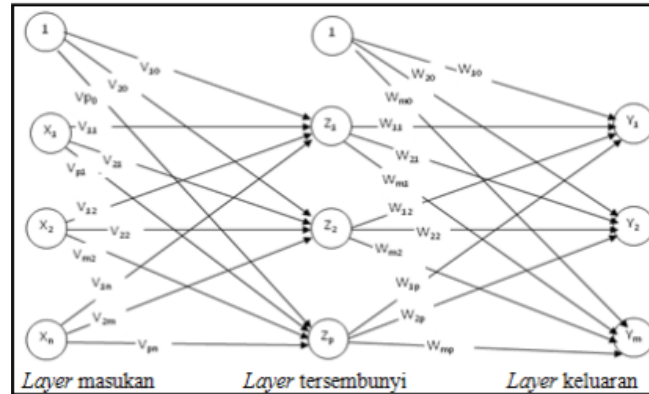 1 1
V₁₀ W₁₀
V₂₀ W₂₀
Vp₀ Wₘ₀
X₁ V₁₁ Z₁ W₁₁ Y₁
V₂₁ W₂₁
Vₚ₁ Wₘ₁
V₁₂ W₁₂
X₂ V₂₂ Z₂ W₂₂ Y₂
Vₘ₂ Wₘ₂
V₁ₙ W₁ₚ
V₂ₘ W₂ₚ
Xₙ Vₚₙ Zₚ Wₘₚ Yₘ
Layer masukan Layer tersembunyi Layer keluaran